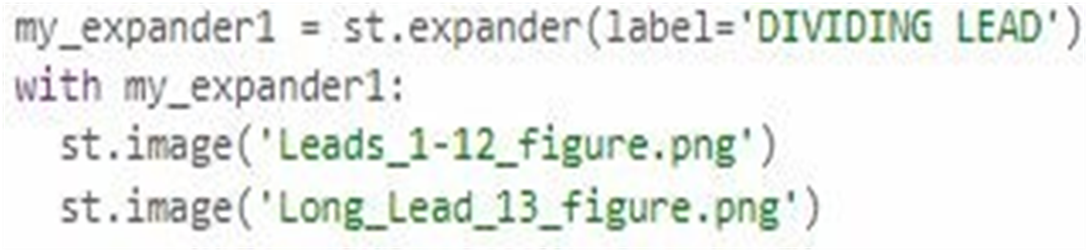 my_expander1 = st.expander(label='DIVIDING LEAD')
with my_expander1:
  st.image('Leads_1-12_figure.png')
  st.image('Long_Lead_13_figure.png')